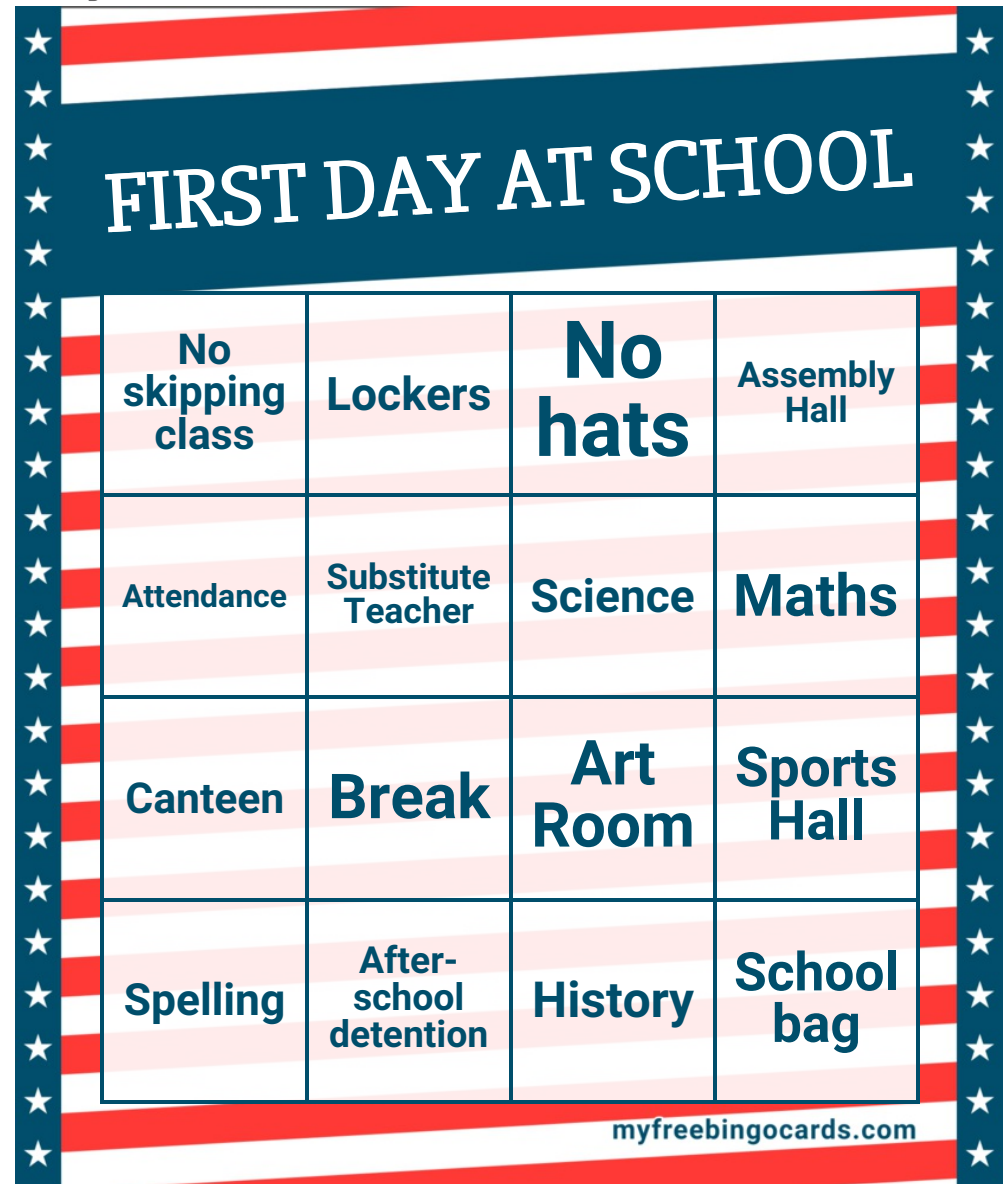 FIRST DAY AT SCHOOL
No
skipping
class
Lockers
No
hats
Assembly
Hall
Attendance
Substitute
Teacher
Science
Maths
Canteen
Break
Art
Room
Sports
Hall
Spelling
After-
school
detention
History
School
bag
myfreebingocards.com